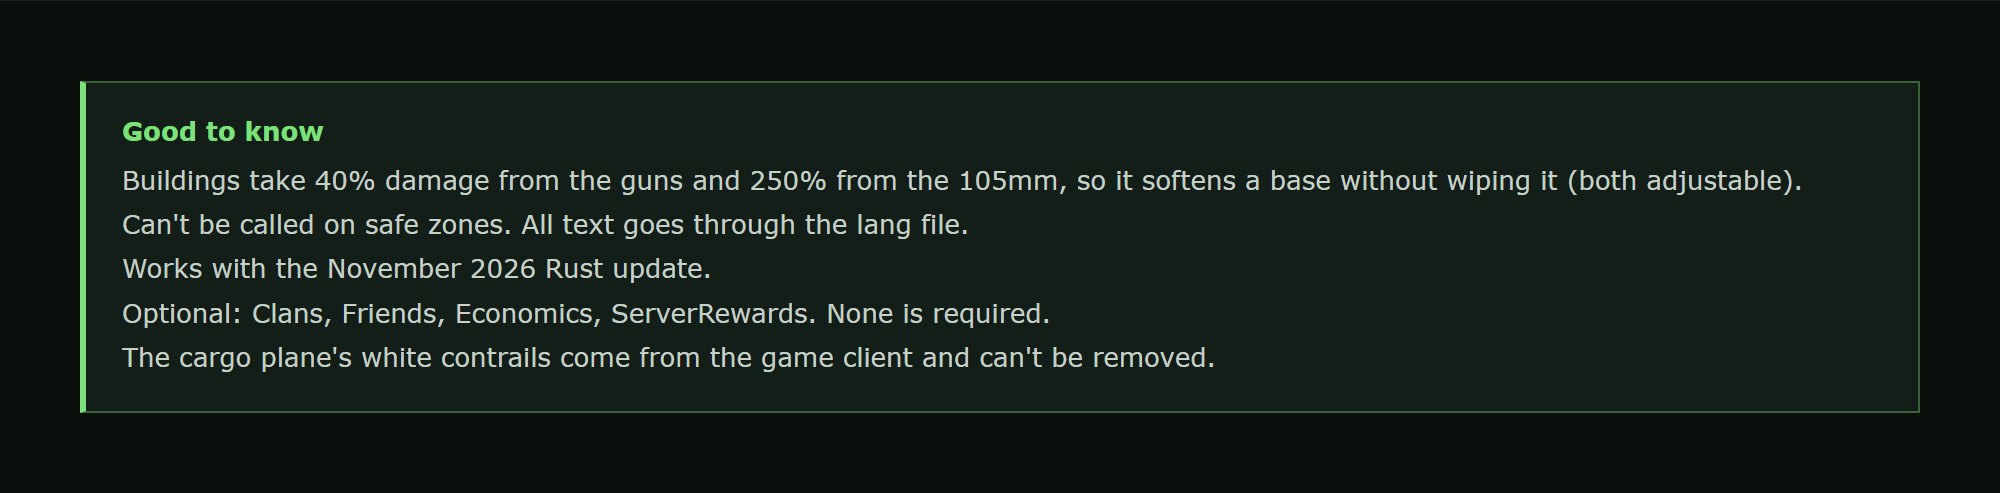 Good to know
Buildings take 40% damage from the guns and 250% from the 105mm, so it softens a base without wiping it (both adjustable).
Can't be called on safe zones. All text goes through the lang file.
Works with the November 2026 Rust update.
Optional: Clans, Friends, Economics, ServerRewards. None is required.
The cargo plane's white contrails come from the game client and can't be removed.